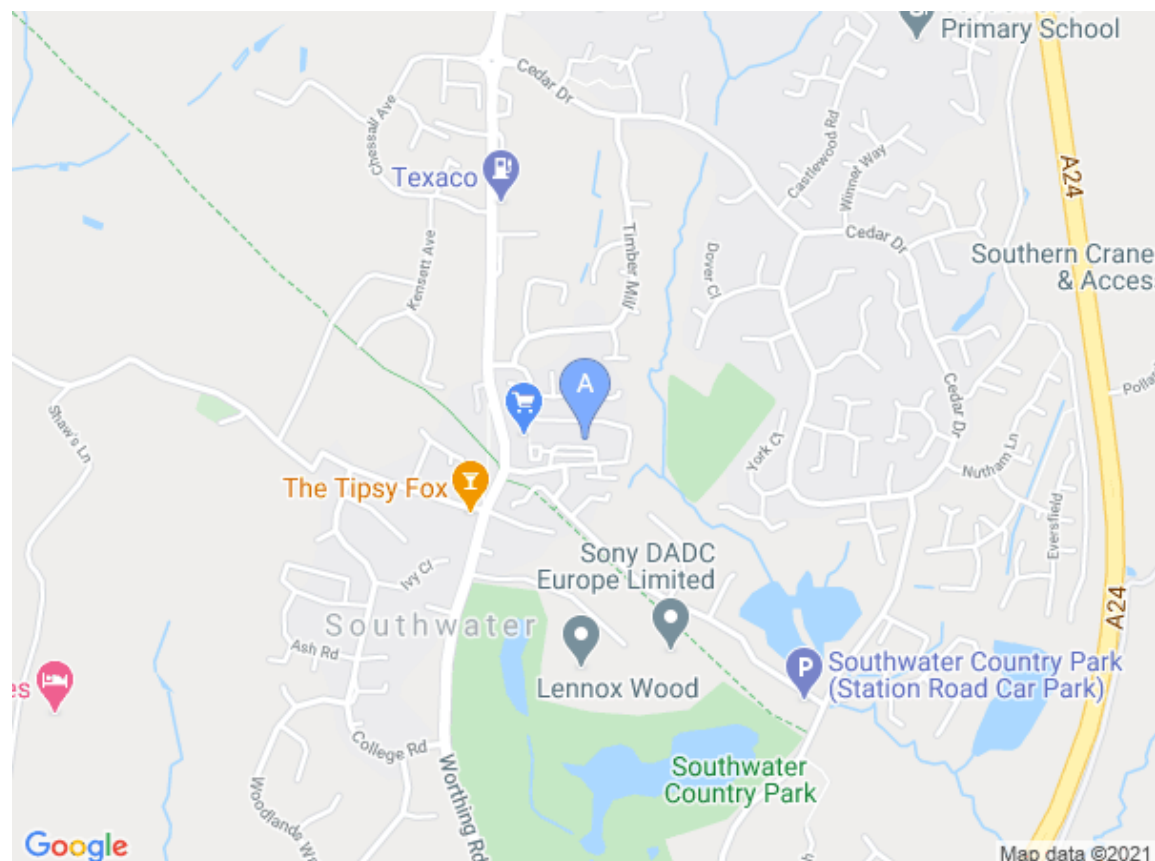 Primary School
Cedar Dr
Chessall Ave
Castlewood Rd
A24
Texaco
Winner Way
Timber Mill
Cedar Dr
Kensett Ave
Dover Cl
Southern Crane
& Access
A
Shaw's Ln
Cedar Dr
York Cl
Nutham Ln
The Tipsy Fox
Eversfield
Sony DADC
Europe Limited
Ivy Cl
A24
Southwater
Ash Rd
P
Southwater Country Park
(Station Road Car Park)
es
Lennox Wood
College Rd
Worthing Rd
Southwater
Country Park
Woodlands Wa
Google
Map data ©2021